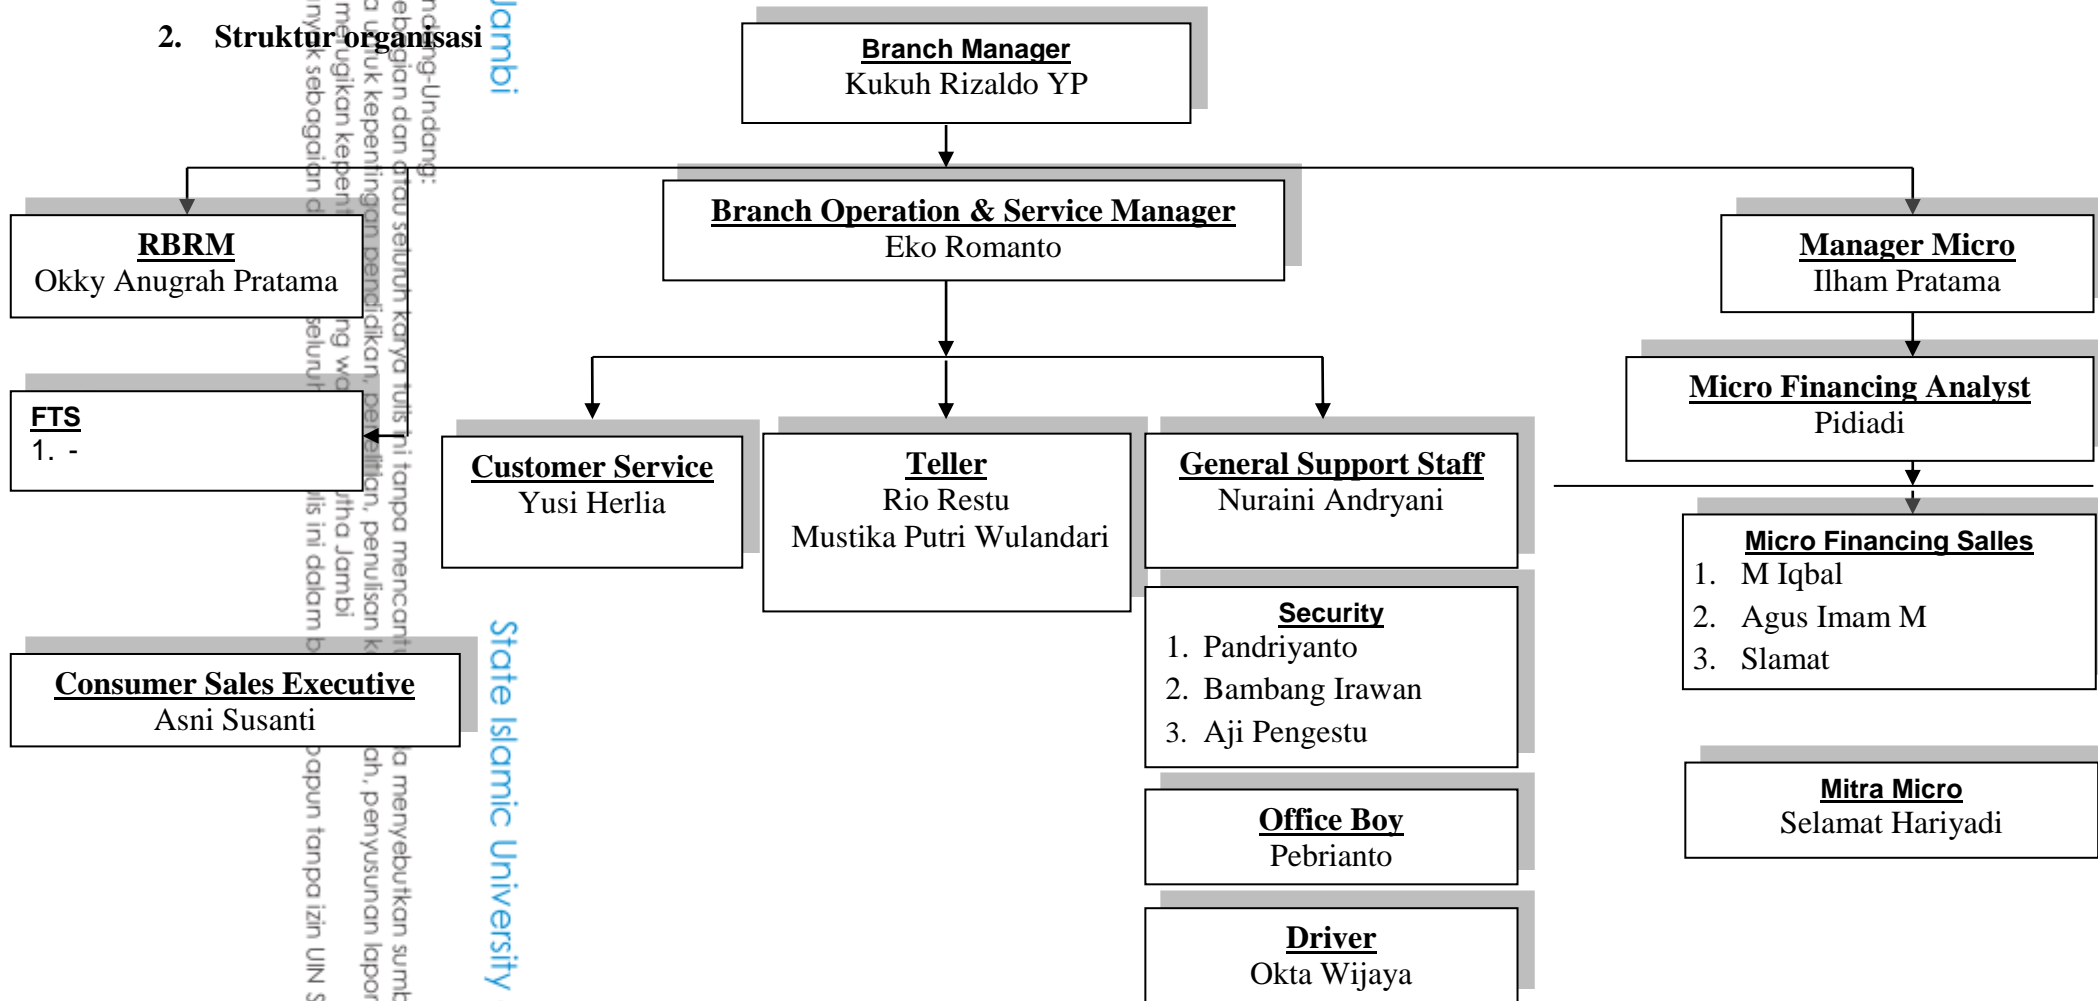 2. Struktur organisasi
Branch Manager
Kukuh Rizaldo YP
RBRM
Okky Anugrah Pratama
Branch Operation & Service Manager
Eko Romanto
Manager Micro
Ilham Pratama
FTS
1. -
Micro Financing Analyst
Pidiadi
Customer Service
Yusi Herlia
Teller
Rio Restu
Mustika Putri Wulandari
General Support Staff
Nuraini Andryani
Micro Financing Salles
1. M Iqbal
2. Agus Imam M
3. Slamat
Security
1. Pandriyanto
2. Bambang Irawan
3. Aji Pengestu
Consumer Sales Executive
Asni Susanti
Mitra Micro
Selamat Hariyadi
Office Boy
Pebrianto
Driver
Okta Wijaya
Jambi
State Islamic University